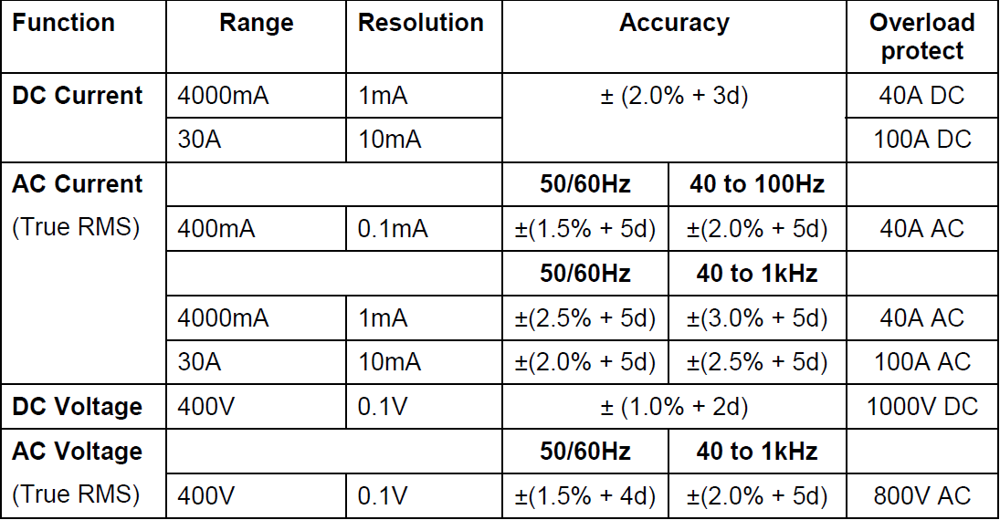 Function Range Resolution Accuracy Overload protect
DC Current 4000mA 1mA ± (2.0% + 3d) 40A DC
30A 10mA 100A DC
AC Current 50/60Hz 40 to 100Hz
(True RMS) 400mA 0.1mA ±(1.5% + 5d) ±(2.0% + 5d) 40A AC
50/60Hz 40 to 1kHz
4000mA 1mA ±(2.5% + 5d) ±(3.0% + 5d) 40A AC
30A 10mA ±(2.0% + 5d) ±(2.5% + 5d) 100A AC
DC Voltage 400V 0.1V ± (1.0% + 2d) 1000V DC
AC Voltage 50/60Hz 40 to 1kHz
(True RMS) 400V 0.1V ±(1.5% + 4d) ±(2.0% + 5d) 800V AC